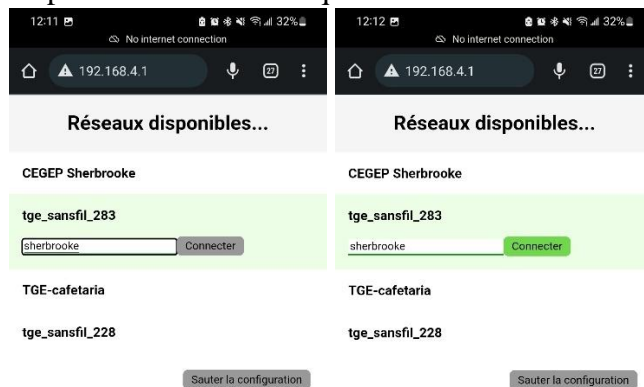 12:11 32%
No internet connection
192.168.4.1 27
Réseaux disponibles...
CEGEP Sherbrooke
tge_sansfil_283
sherbrooke Connecter
TGE-cafetaria
tge_sansfil_228
Sauter la configuration
12:12 32%
No internet connection
192.168.4.1 27
Réseaux disponibles...
CEGEP Sherbrooke
tge_sansfil_283
sherbrooke Connecter
TGE-cafetaria
tge_sansfil_228
Sauter la configuration